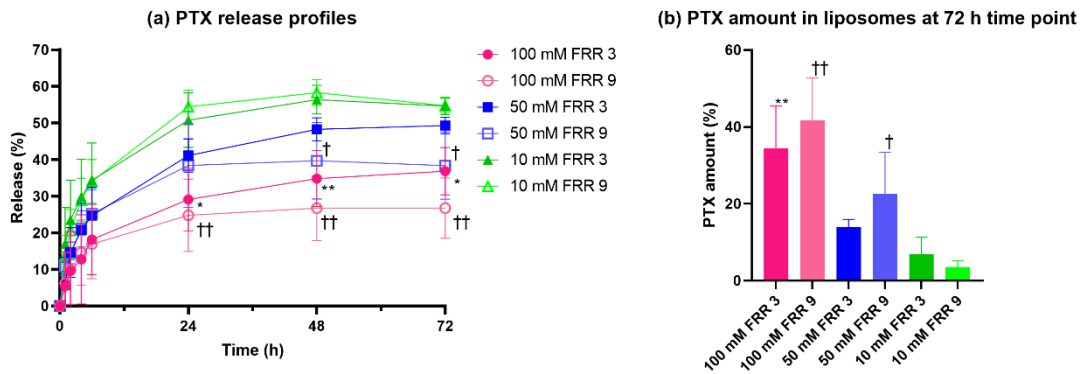 (a) PTX release profiles
70
60
50
40
30
20
10
0
Release (%)
0
24
48
72
Time (h)
*
††
†
**
††
†
*
††
100 mM FRR 3
100 mM FRR 9
50 mM FRR 3
50 mM FRR 9
10 mM FRR 3
10 mM FRR 9
(b) PTX amount in liposomes at 72 h time point
60
40
20
0
PTX amount (%)
**
††
†
100 mM FRR 3
100 mM FRR 9
50 mM FRR 3
50 mM FRR 9
10 mM FRR 3
10 mM FRR 9